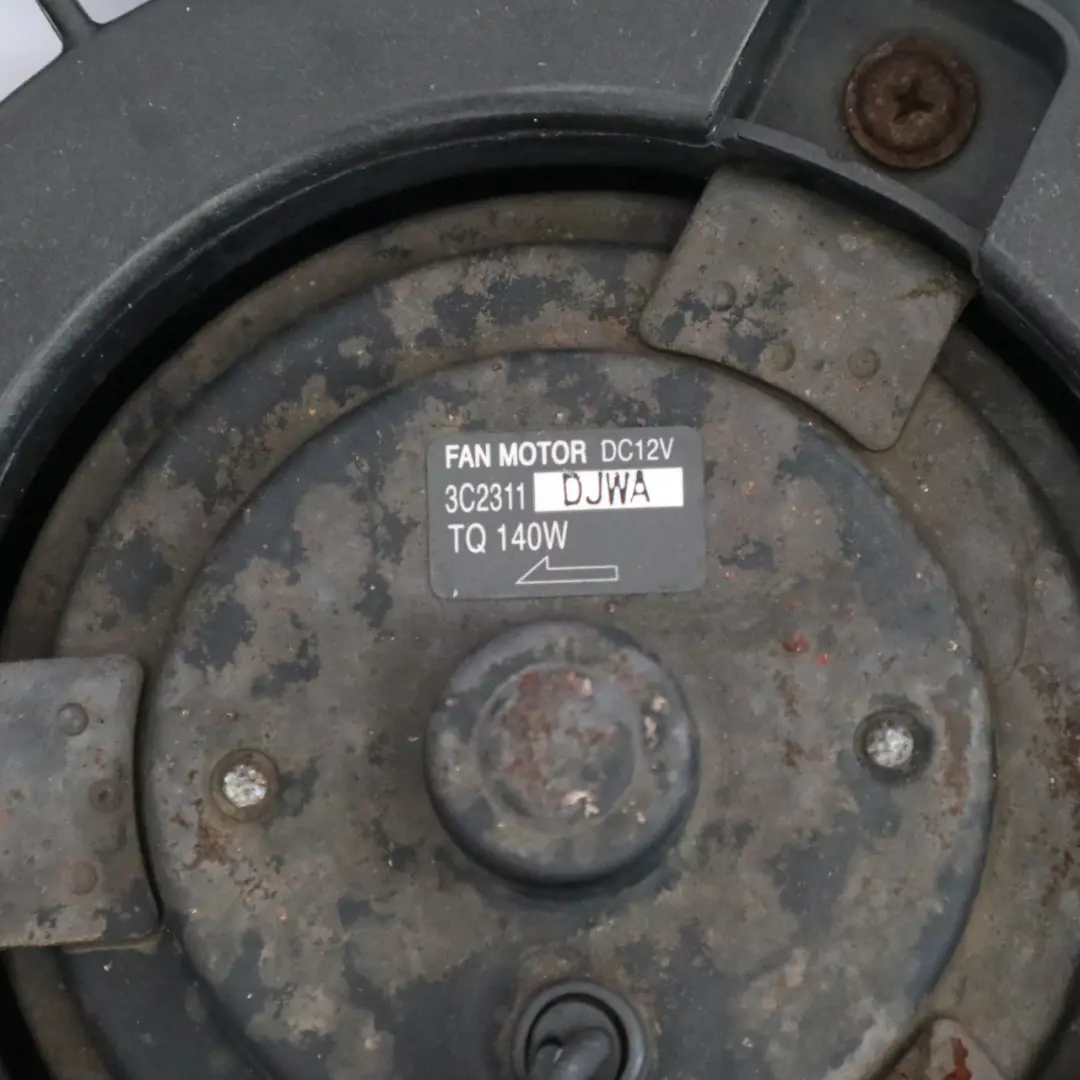 FAN MOTOR DC12V
3C2311 DJWA
TQ 140W